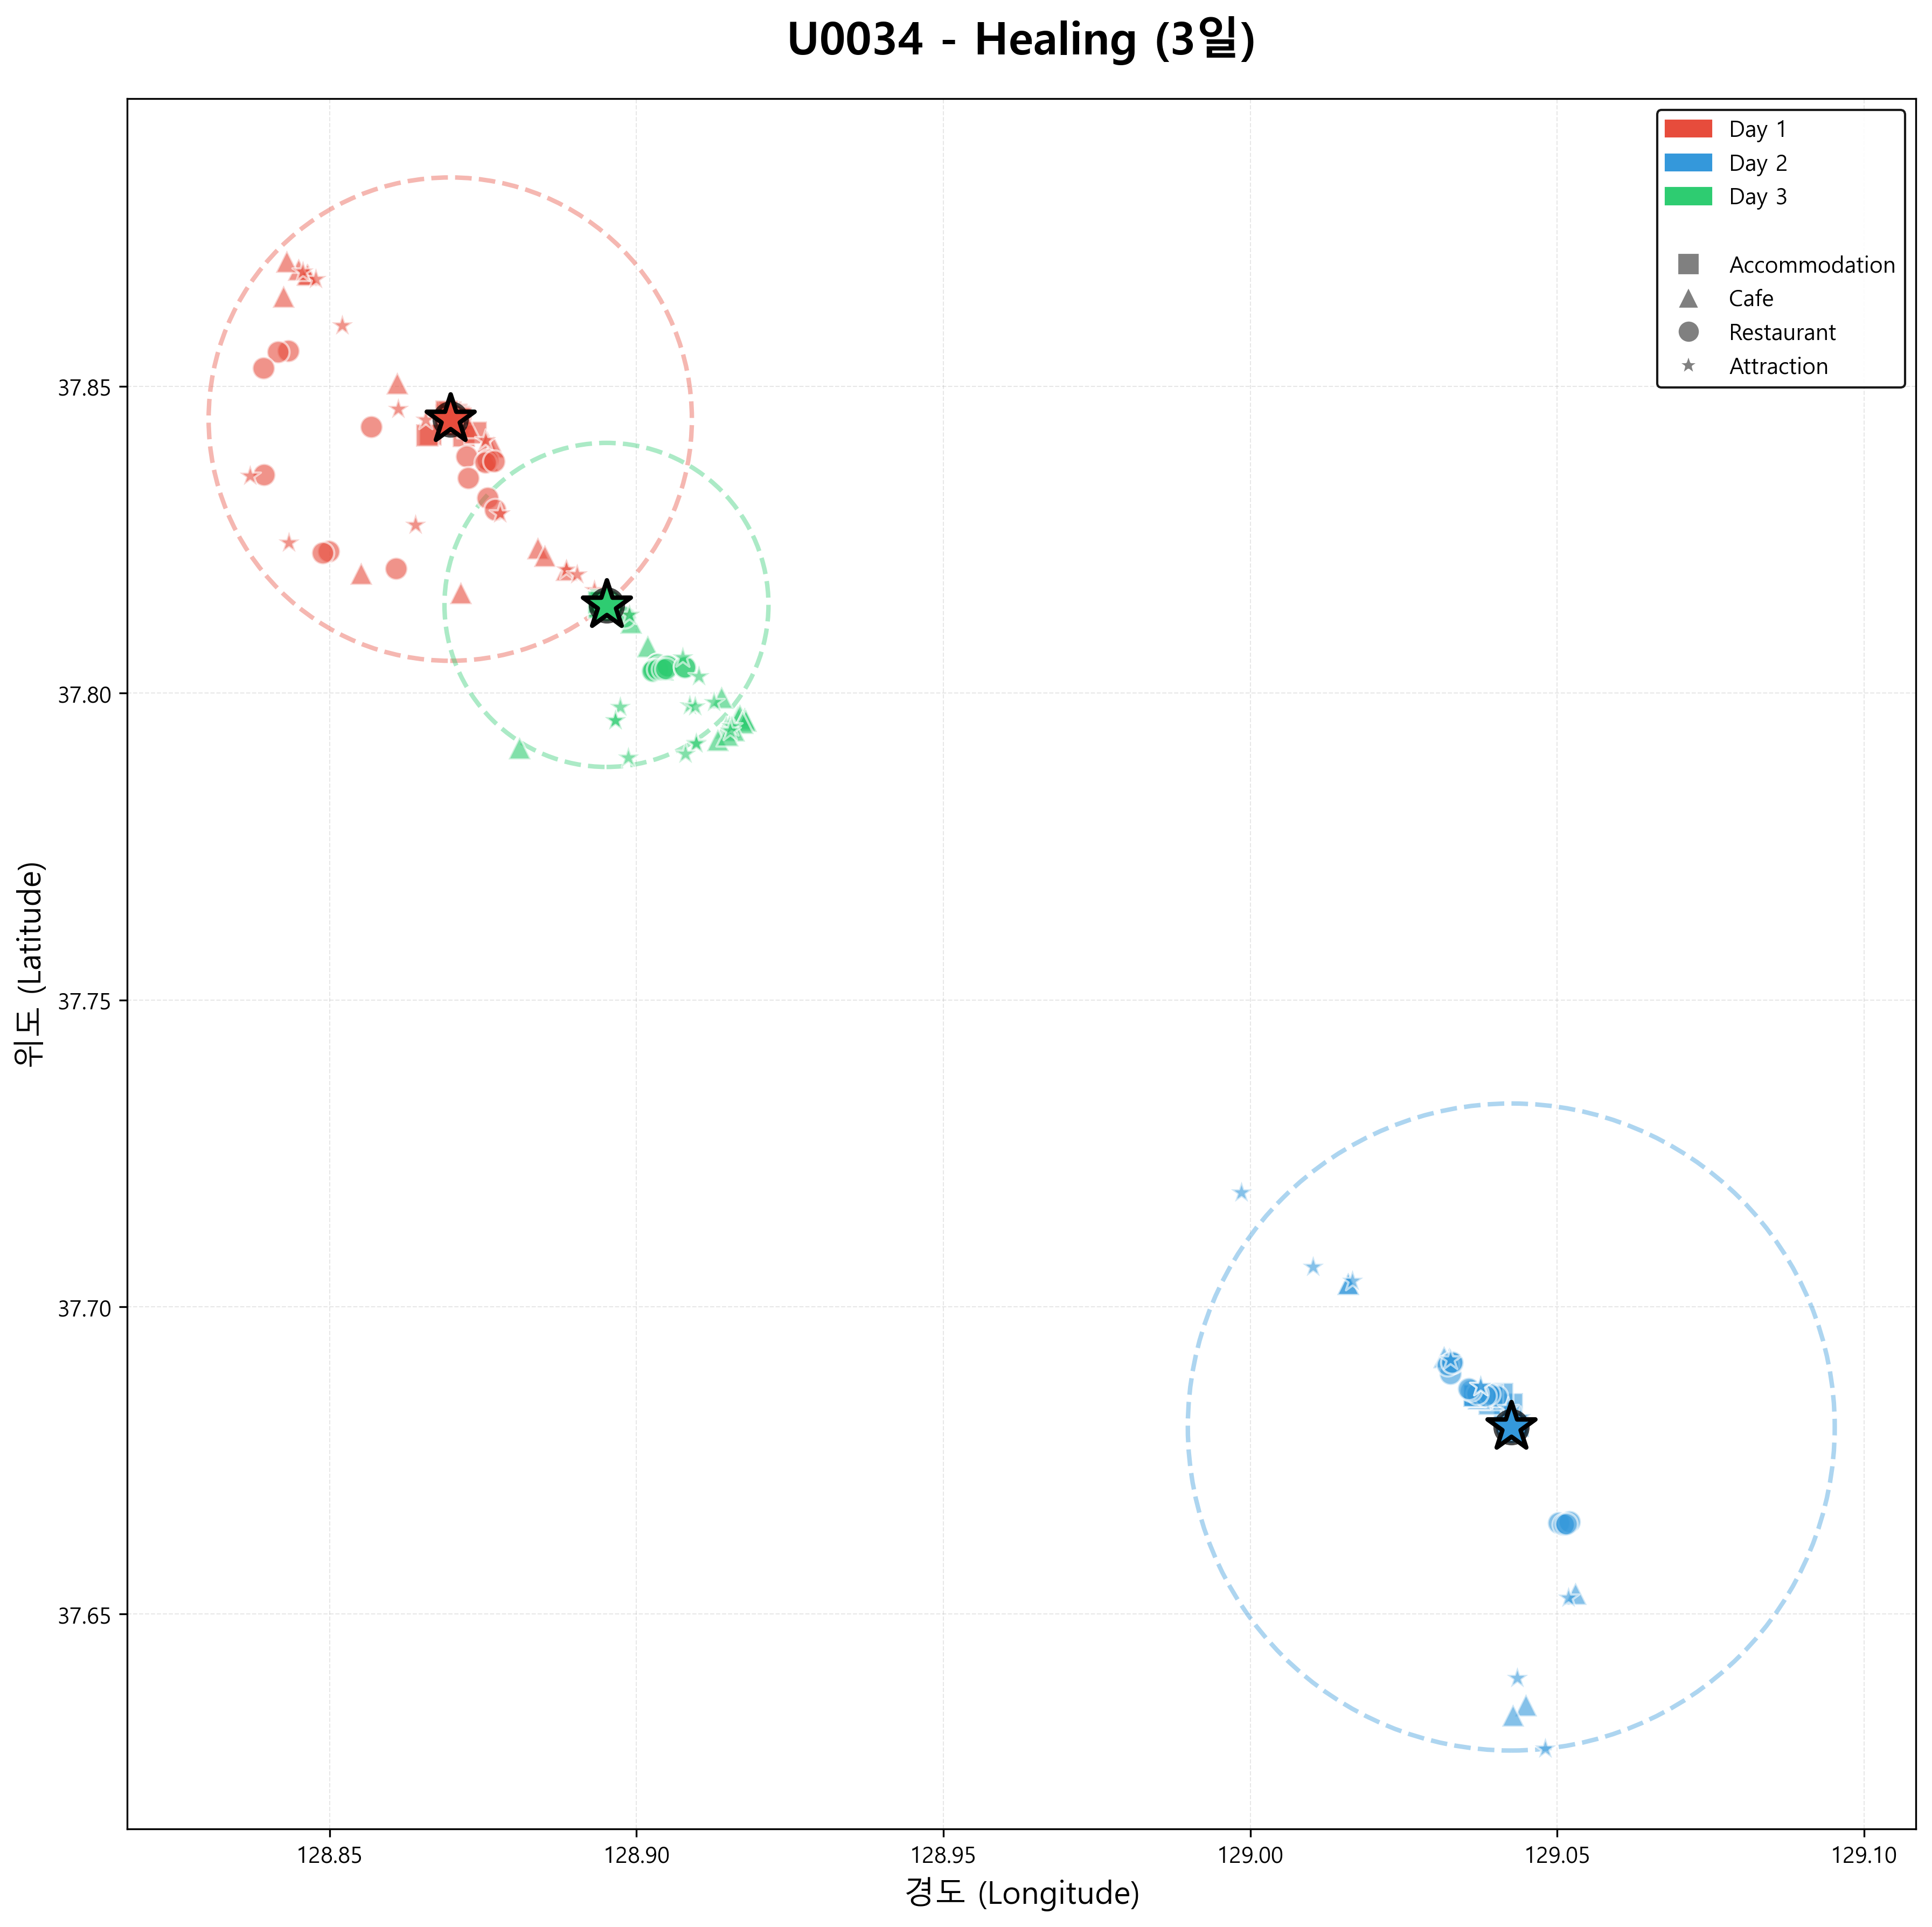 U0034 - Healing (3일)
Day 1
Day 2
Day 3
Accommodation
Cafe
Restaurant
Attraction
위도 (Latitude)
37.85
37.80
37.75
37.70
37.65
128.85
128.90
128.95
129.00
129.05
129.10
경도 (Longitude)